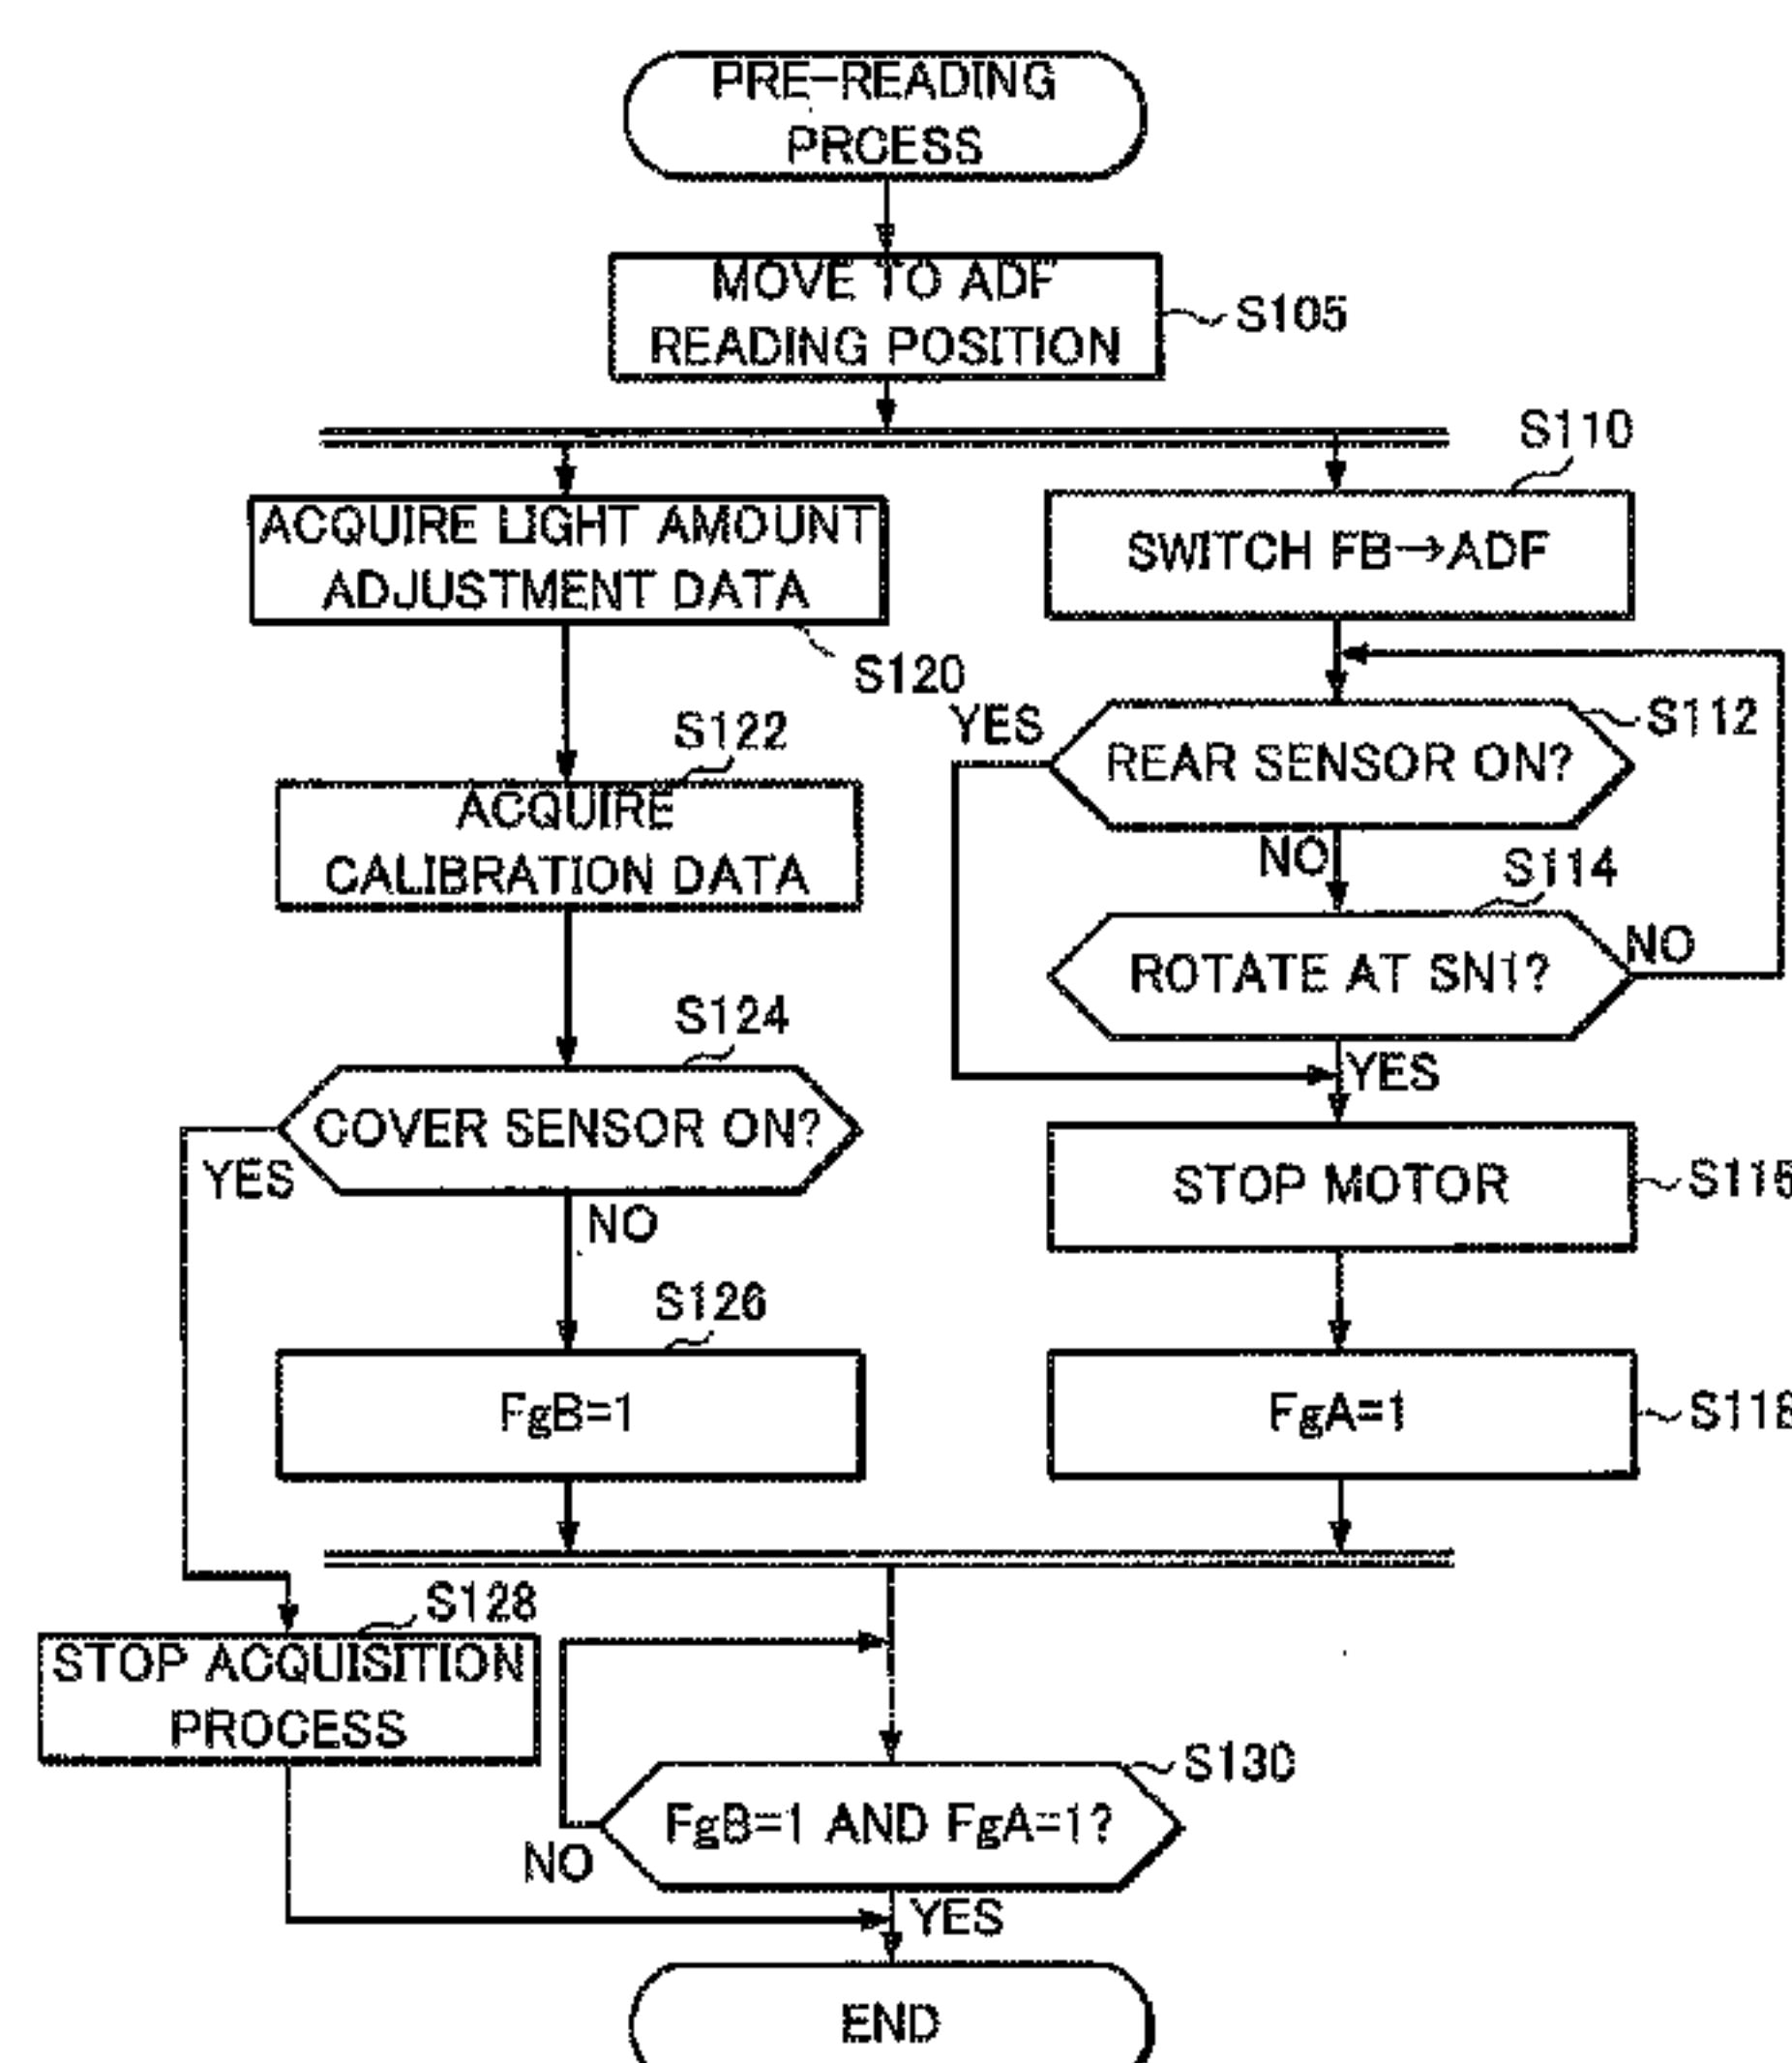 PRE-READING
PRCESS
MOVE TO ADF
READING POSITION
S105
S110
ACQUIRE LIGHT AMOUNT
ADJUSTMENT DATA
SWITCH FB→ADF
S120
S112
YES
REAR SENSOR ON?
S122
ACQUIRE
CALIBRATION DATA
NO
S114
ROTATE AT SN1?
NO
S124
COVER SENSOR ON?
YES
YES
NO
STOP MOTOR
S126
FgB=1
FgA=1
S128
STOP ACQUISITION
PROCESS
S130
FgB=1 AND FgA=1?
NO
YES
END